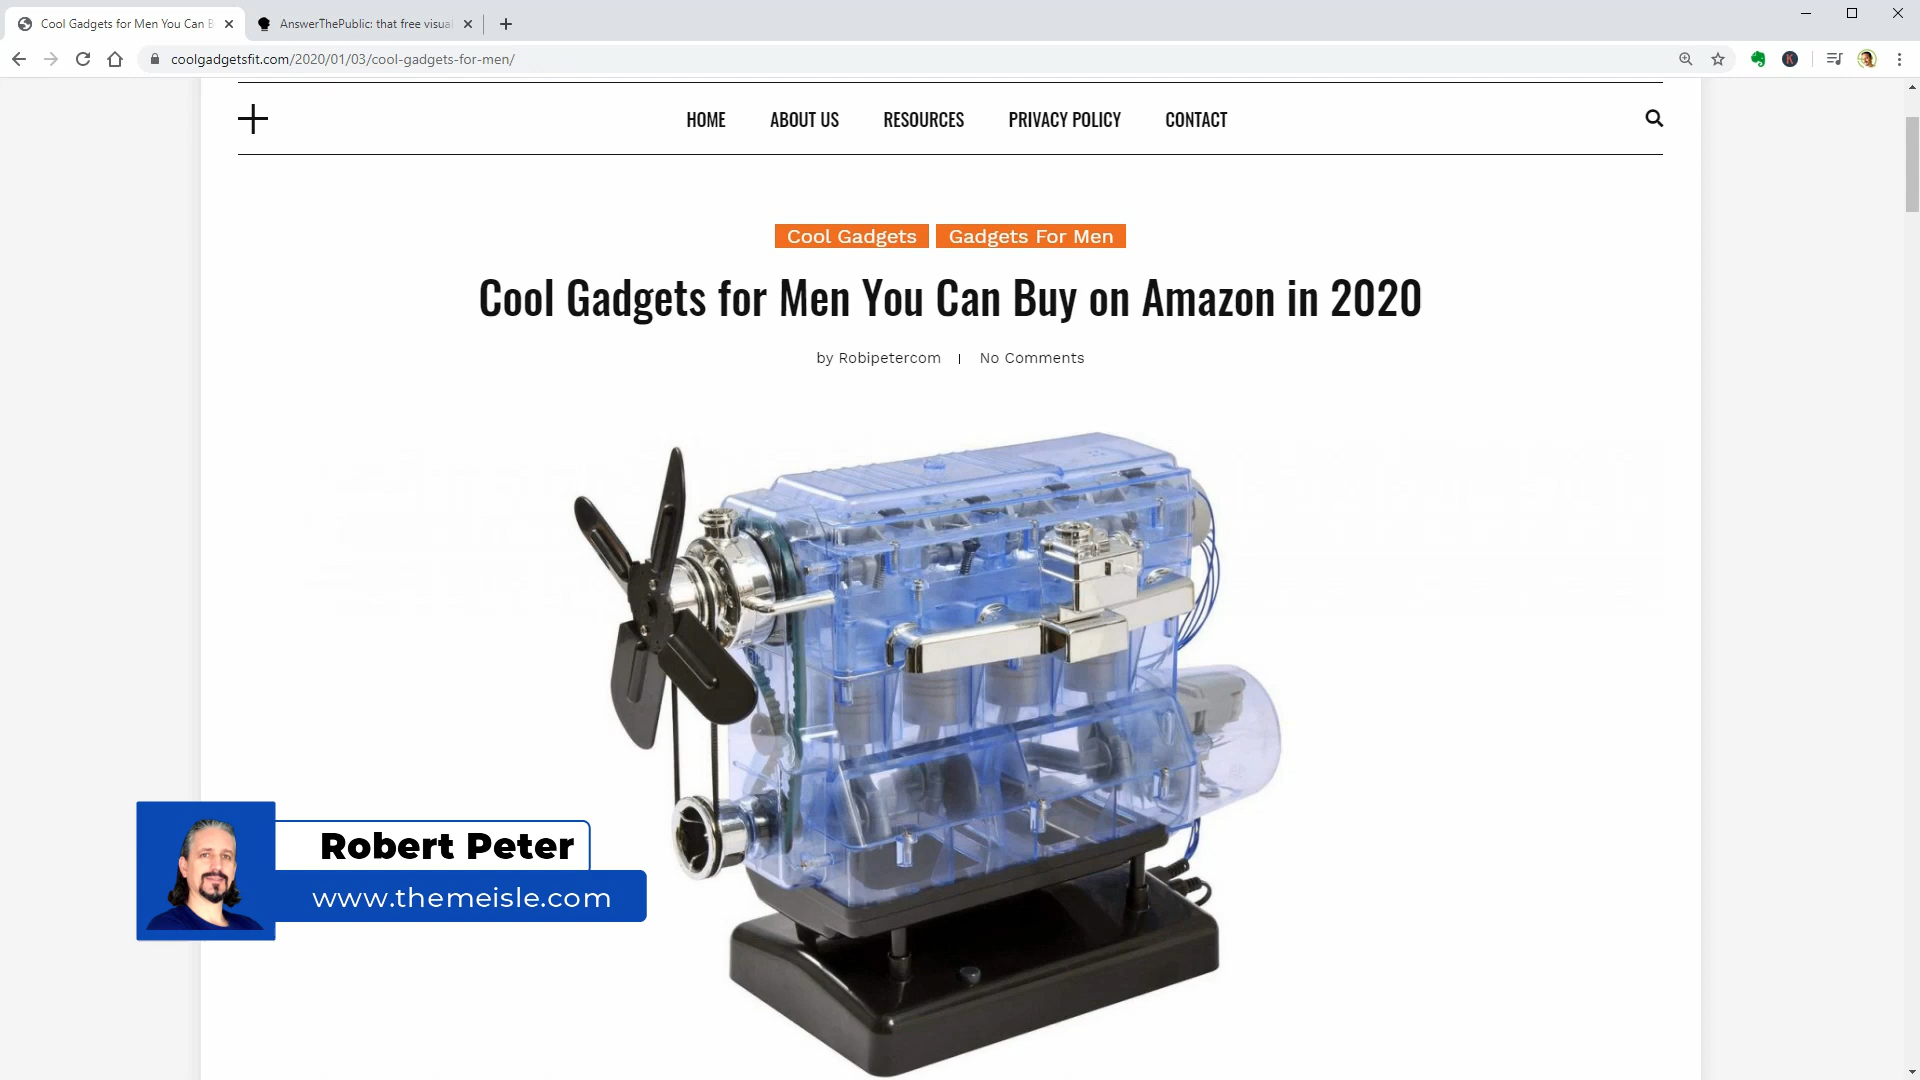 Cool Gadgets for Men You Can B
AnswerThePublic: that free visual
coolgadgetsfit.com/2020/01/03/cool-gadgets-for-men/
HOME
ABOUT US
RESOURCES
PRIVACY POLICY
CONTACT
Cool Gadgets
Gadgets For Men
Cool Gadgets for Men You Can Buy on Amazon in 2020
by Robipetercom
No Comments
Robert Peter
www.themeisle.com